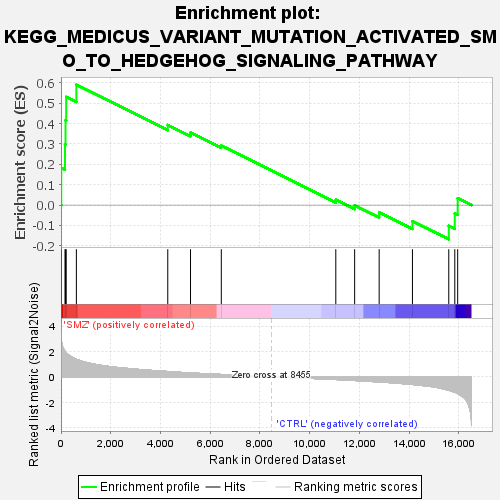 Enrichment plot:
KEGG_MEDICUS_VARIANT_MUTATION_ACTIVATED_SM
O_TO_HEDGEHOG_SIGNALING_PATHWAY
Enrichment score (ES)
0.6
0.5
0.4
0.3
0.2
0.1
0.0
-0.1
-0.2
Ranked list metric (Signal2Noise)
'SMZ' (positively correlated)
4
2
0
-2
-4
Zero cross at 8455
'CTRL' (negatively correlated)
0 2,000 4,000 6,000 8,000 10,000 12,000 14,000 16,000
Rank in Ordered Dataset
Enrichment profile Hits Ranking metric scores